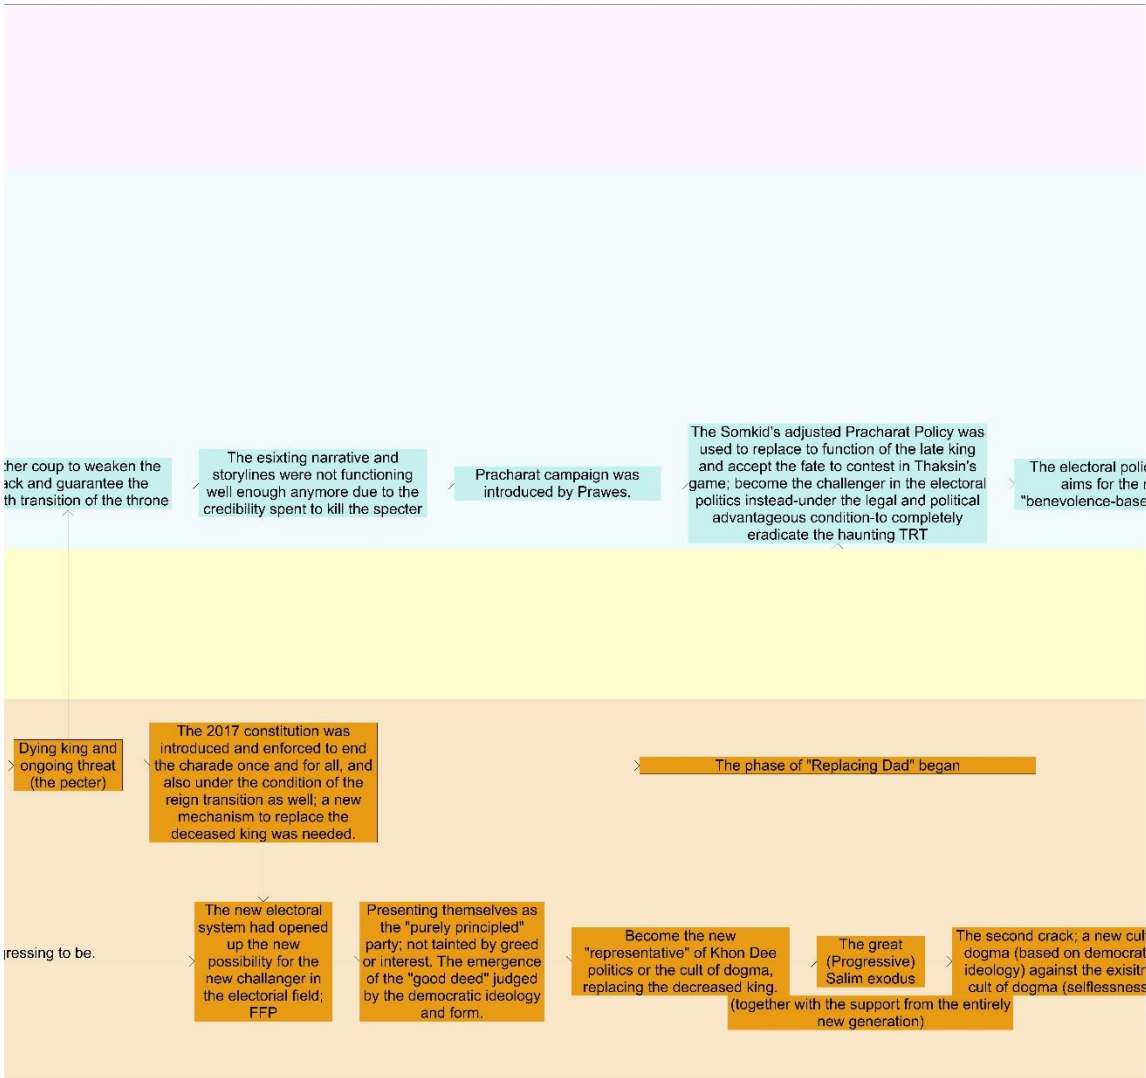 ther coup to weaken the
ack and guarantee the
th transition of the throne
The esixting narrative and
storylines were not functioning
well enough anymore due to the
credibility spent to kill the specter
Pracharat campaign was
introduced by Prawes.
The Somkid's adjusted Pracharat Policy was
used to replace to function of the late king
and accept the fate to contest in Thaksin's
game; become the challenger in the electoral
politics instead-under the legal and political
advantageous condition-to completely
eradicate the haunting TRT
The electoral polic
aims for the r
"benevolence-base
Dying king and
ongoing threat
(the pecter)
The 2017 constitution was
introduced and enforced to end
the charade once and for all, and
also under the condition of the
reign transition as well; a new
mechanism to replace the
deceased king was needed.
The phase of "Replacing Dad" began
gressing to be.
The new electoral
system had opened
up the new
possibility for the
new challanger in
the electorial field;
FFP
Presenting themselves as
the "purely principled"
party; not tainted by greed
or interest. The emergence
of the "good deed" judged
by the democratic ideology
and form.
Become the new
"representative" of Khon Dee
politics or the cult of dogma,
replacing the decreased king.
The great
(Progressive)
Salim exodus
(together with the support from the entirely
new generation)
The second crack; a new cul
dogma (based on democrat
ideology) against the exisitn
cult of dogma (selflessness